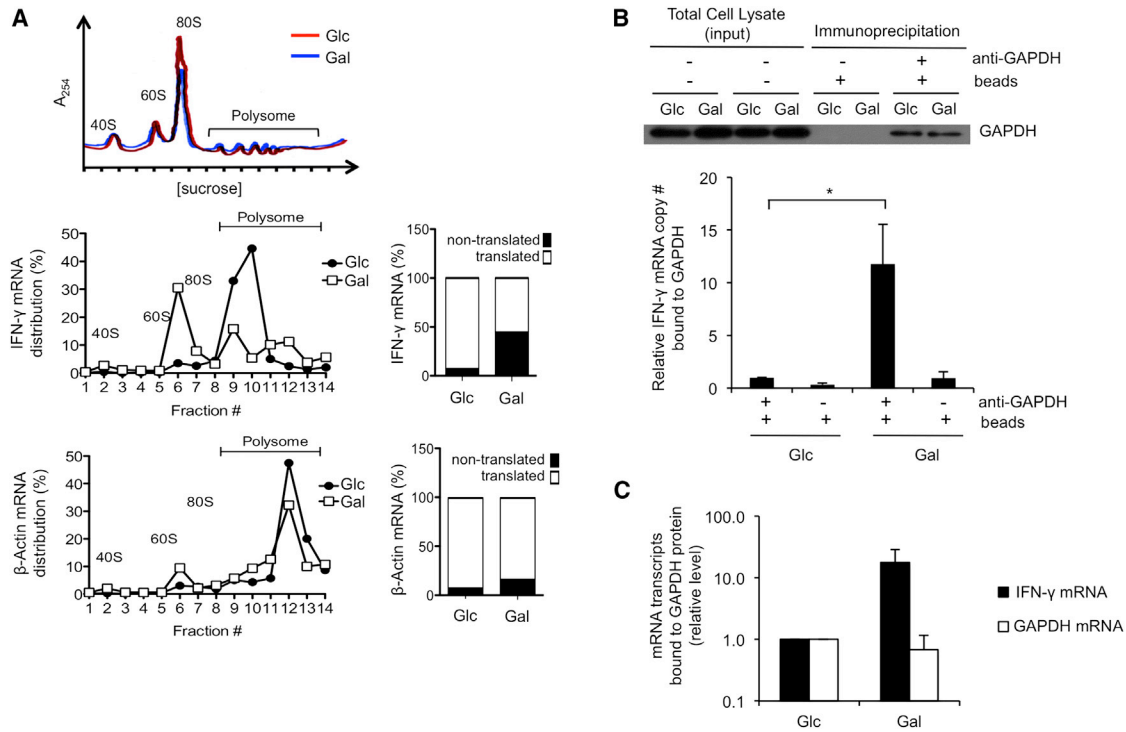 A
80S
Glc
Gal
A254
60S
40S
Polysome
[sucrose]
Polysome
50
40
30
20
10
0
IFN-γ mRNA
distribution (%)
80S
60S
40S
Glc
Gal
1 2 3 4 5 6 7 8 9 10 11 12 13 14
Fraction #
150
100
50
0
IFN-γ mRNA (%)
non-translated
translated
Glc Gal
Polysome
50
40
30
20
10
0
β-Actin mRNA
distribution (%)
80S
60S
40S
Glc
Gal
1 2 3 4 5 6 7 8 9 10 11 12 13 14
Fraction #
150
100
50
0
β-Actin mRNA (%)
non-translated
translated
Glc Gal
B
Total Cell Lysate
(input)
Immunoprecipitation
- - - + anti-GAPDH
- - + + beads
Glc Gal Glc Gal Glc Gal Glc Gal
GAPDH
20
15
10
5
0
Relative IFN-γ mRNA copy #
bound to GAPDH
*
+ - + - anti-GAPDH
+ + + + beads
Glc Gal
C
100.0
10.0
1.0
0.1
mRNA transcripts
bound to GAPDH protein
(relative level)
IFN-γ mRNA
GAPDH mRNA
Glc Gal